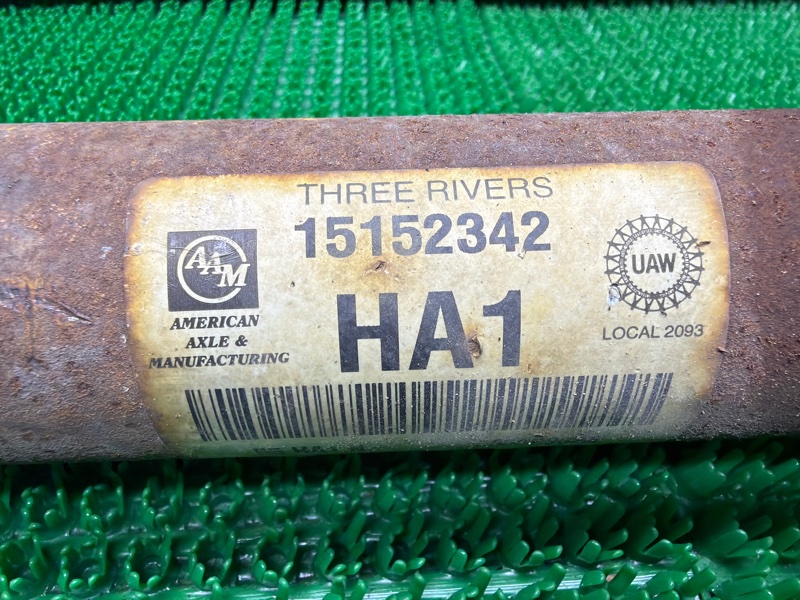 THREE RIVERS
15152342
AAM
UAW
HA1
AMERICAN
AXLE &
MANUFACTURING
LOCAL 2093